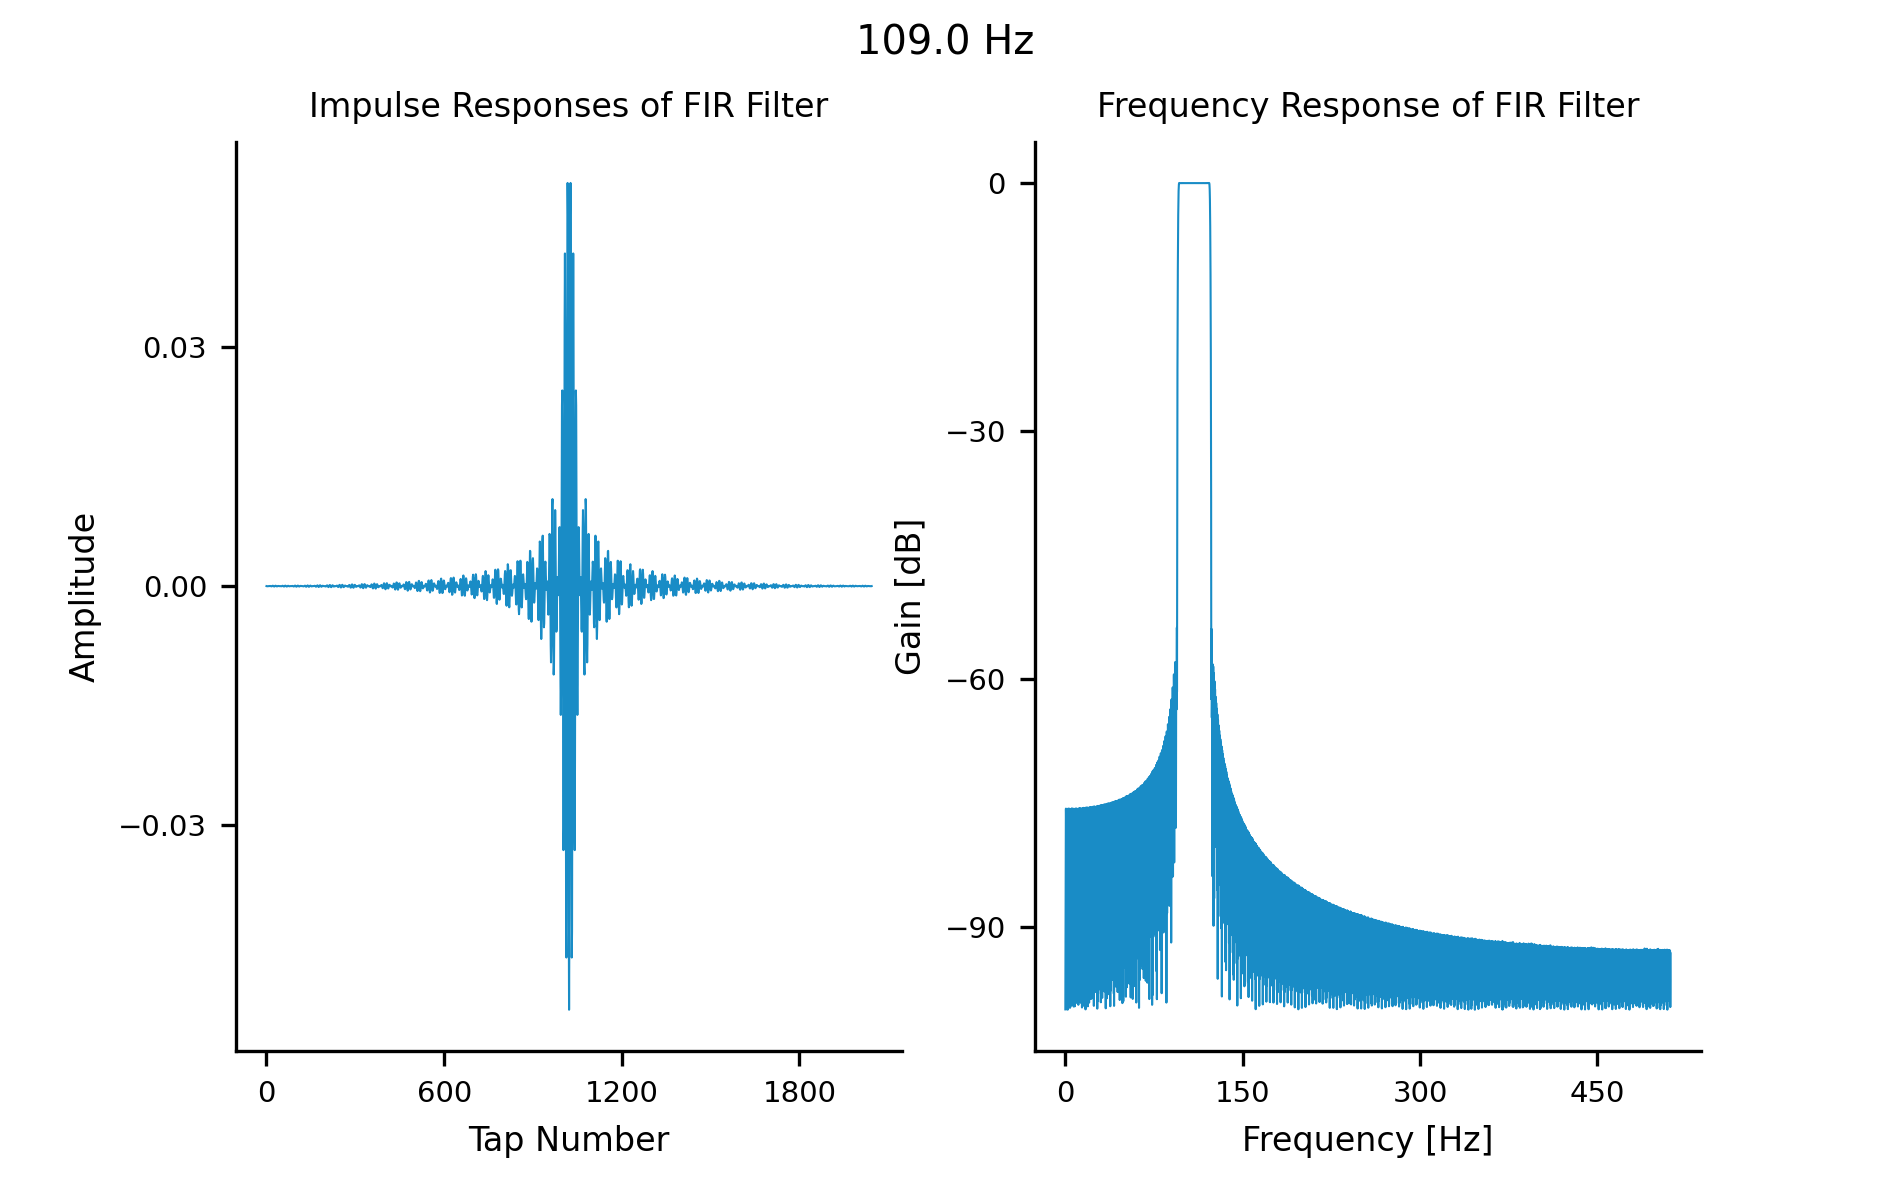 109.0 Hz
Impulse Responses of FIR Filter
Frequency Response of FIR Filter
Amplitude
0.03
0.00
−0.03
0
600
1200
1800
Tap Number
Gain [dB]
0
−30
−60
−90
0
150
300
450
Frequency [Hz]